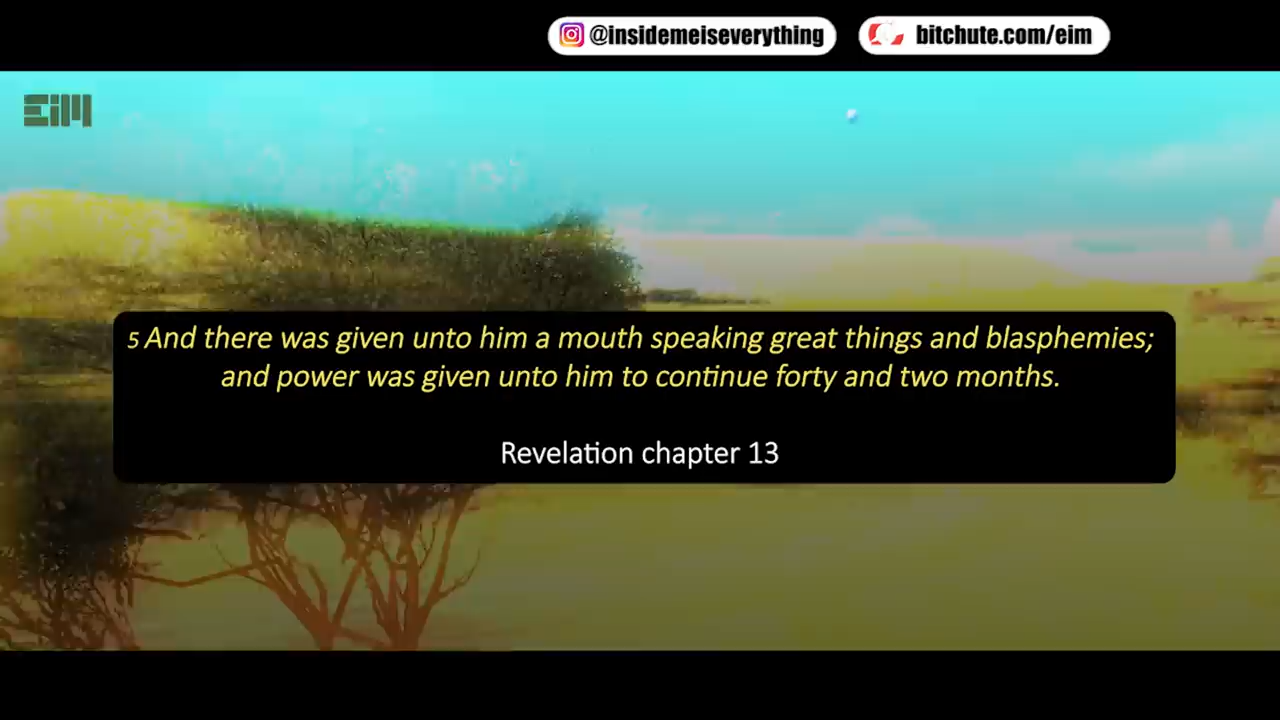 @insidemeiseverything bitchute.com/eim
EIM
5 And there was given unto him a mouth speaking great things and blasphemies;
and power was given unto him to continue forty and two months.
Revelation chapter 13